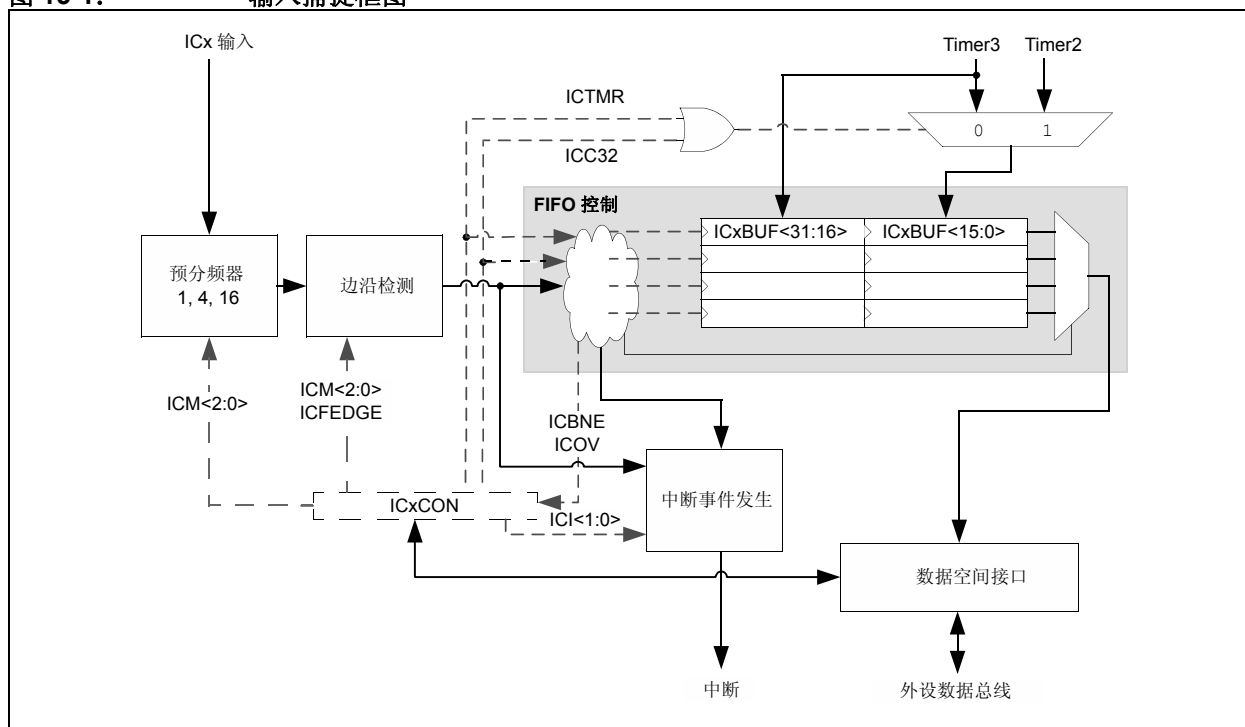 ICx 输入
Timer3
Timer2
ICTMR
0
1
ICC32
FIFO 控制
ICxBUF<31:16>
ICxBUF<15:0>
预分频器
1, 4, 16
边沿检测
ICM<2:0>
ICM<2:0>
ICFEDGE
ICBNE
ICOV
ICxCON
ICI<1:0>
中断事件发生
数据空间接口
中断
外设数据总线